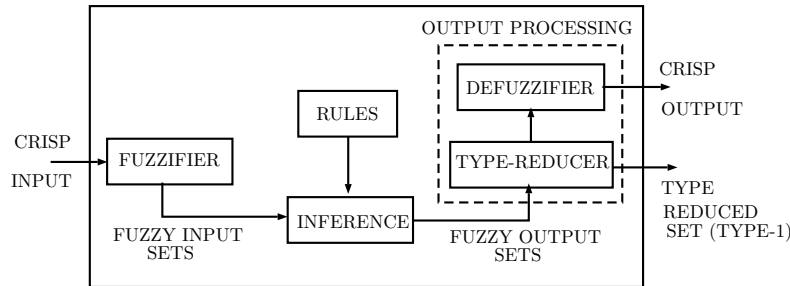 OUTPUT PROCESSING
DEFUZZIFIER
CRISP
OUTPUT
RULES
CRISP
INPUT
FUZZIFIER
TYPE-REDUCER
TYPE
REDUCED
SET (TYPE-1)
INFERENCE
FUZZY INPUT
SETS
FUZZY OUTPUT
SETS